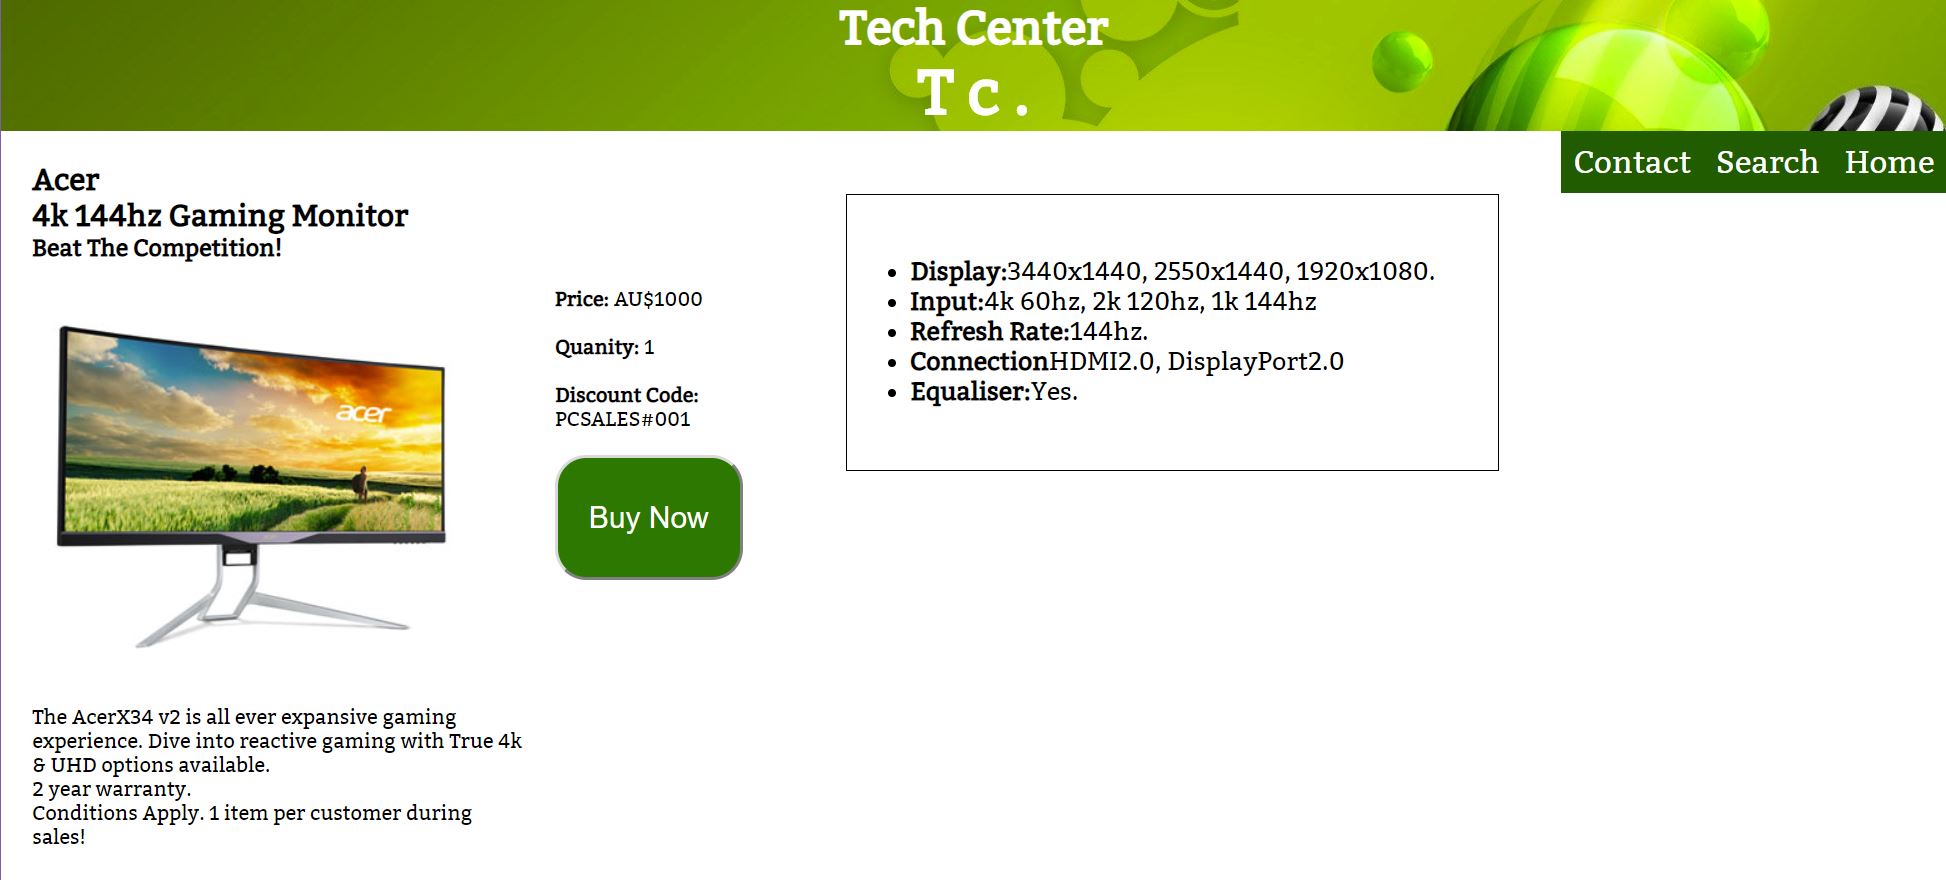 Tech Center
Tc.
Contact Search Home
Acer
4k 144hz Gaming Monitor
Beat The Competition!
acer
Price: AU$1000
Quanity: 1
Discount Code:
PCSALES#001
Buy Now
• Display:3440x1440, 2550x1440, 1920x1080.
• Input:4k 60hz, 2k 120hz, 1k 144hz
• Refresh Rate:144hz.
• ConnectionHDMI2.0, DisplayPort2.0
• Equaliser:Yes.
The AcerX34 v2 is all ever expansive gaming
experience. Dive into reactive gaming with True 4k
& UHD options available.
2 year warranty.
Conditions Apply. 1 item per customer during
sales!